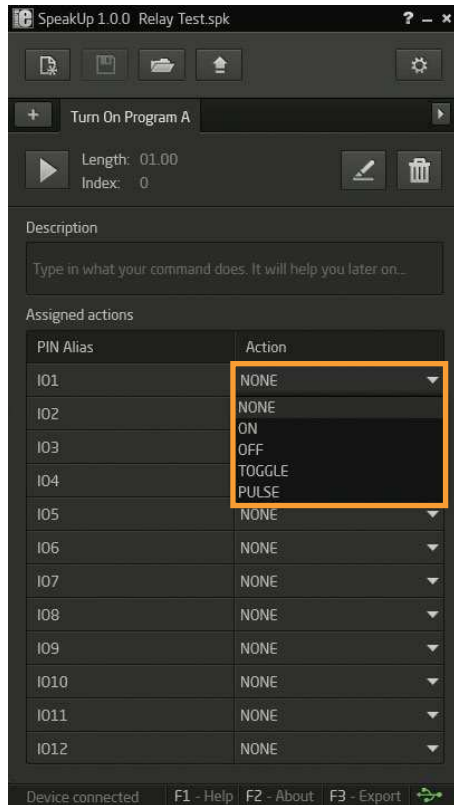 SpeakUp 1.0.0 Relay Test.spk ? – ×
+ Turn On Program A
Length: 01.00
Index: 0
Description
Type in what your command does. It will help you later on...
Assigned actions
PIN Alias Action
IO1 NONE
IO2 NONE
ON
IO3 OFF
IO4 TOGGLE
PULSE
IO5 NONE
IO6 NONE
IO7 NONE
IO8 NONE
IO9 NONE
IO10 NONE
IO11 NONE
IO12 NONE
Device connected F1 - Help F2 - About F3 - Export